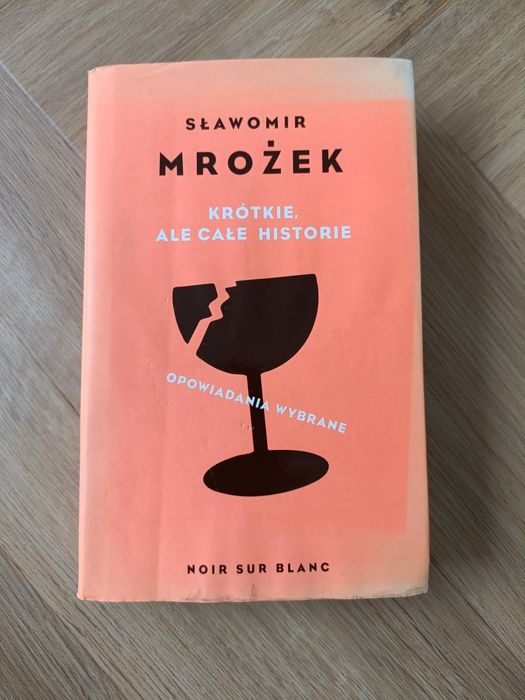 SŁAWOMIR
MROŻEK
KRÓTKIE,
ALE CAŁE HISTORIE
OPOWIADANIA WYBRANE
NOIR SUR BLANC